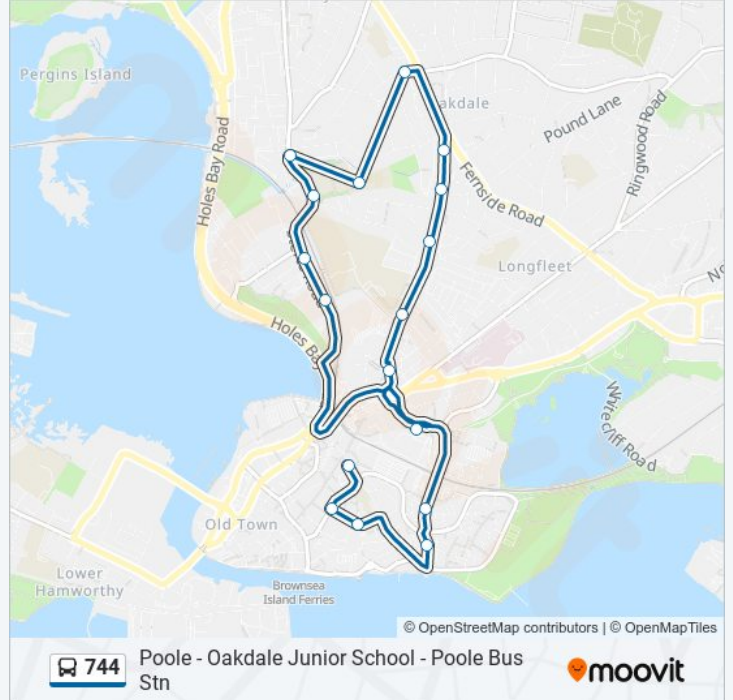 Pergins Island
akdale
Pound Lane
Ringwood Road
Holes Bay Road
Fernside Road
Longfleet
Holes Bay
Whitecliff Road
Old Town
Lower
Hamworthy
Brownsea
Island Ferries
© OpenStreetMap contributors | © OpenMapTiles
744
Poole - Oakdale Junior School - Poole Bus
Stn
moovit